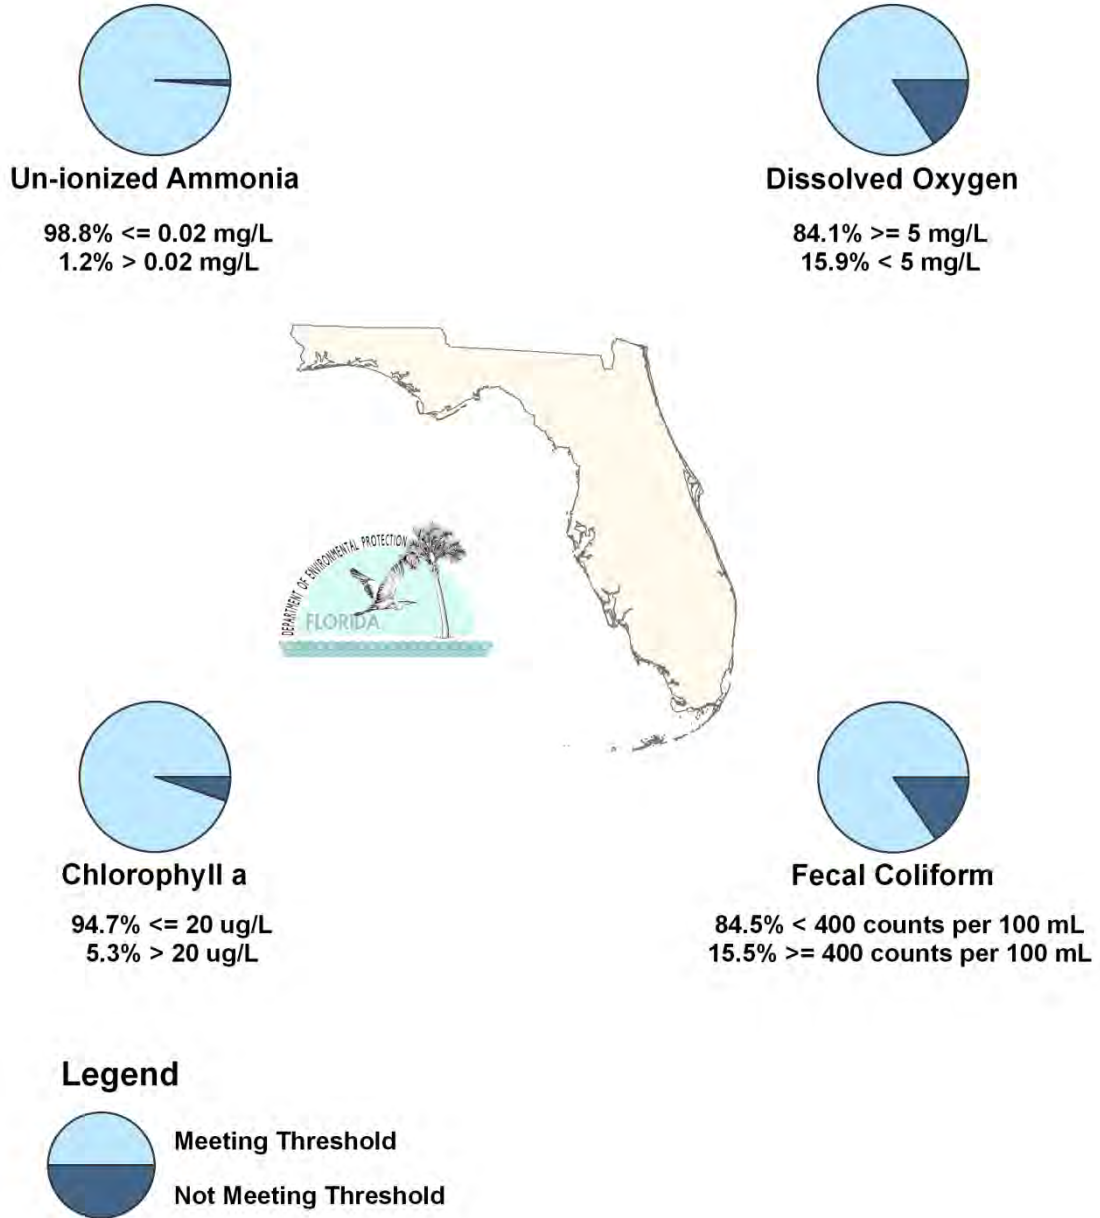 Un-ionized Ammonia
98.8% <= 0.02 mg/L
1.2% > 0.02 mg/L
Dissolved Oxygen
84.1% >= 5 mg/L
15.9% < 5 mg/L
DEPARTMENT OF ENVIRONMENTAL PROTECTION
FLORIDA
Chlorophyll a
94.7% <= 20 ug/L
5.3% > 20 ug/L
Fecal Coliform
84.5% < 400 counts per 100 mL
15.5% >= 400 counts per 100 mL
Legend
Meeting Threshold
Not Meeting Threshold